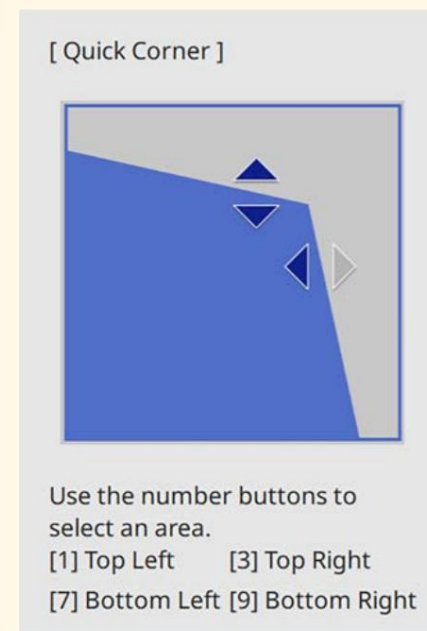 [ Quick Corner ]
Use the number buttons to
select an area.
[1] Top Left [3] Top Right
[7] Bottom Left [9] Bottom Right